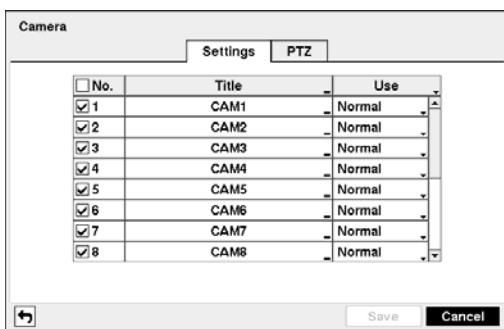 Camera
Settings PTZ
No. Title Use
1 CAM1 Normal
2 CAM2 Normal
3 CAM3 Normal
4 CAM4 Normal
5 CAM5 Normal
6 CAM6 Normal
7 CAM7 Normal
8 CAM8 Normal
Save Cancel